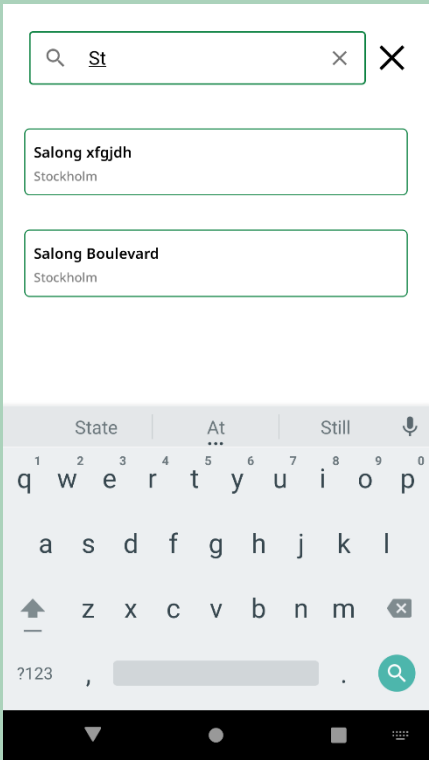 St
Salong xfgjdh
Stockholm
Salong Boulevard
Stockholm
State At Still
1 2 3 4 5 6 7 8 9 0
q w e r t y u i o p
a s d f g h j k l
z x c v b n m
?123 , .